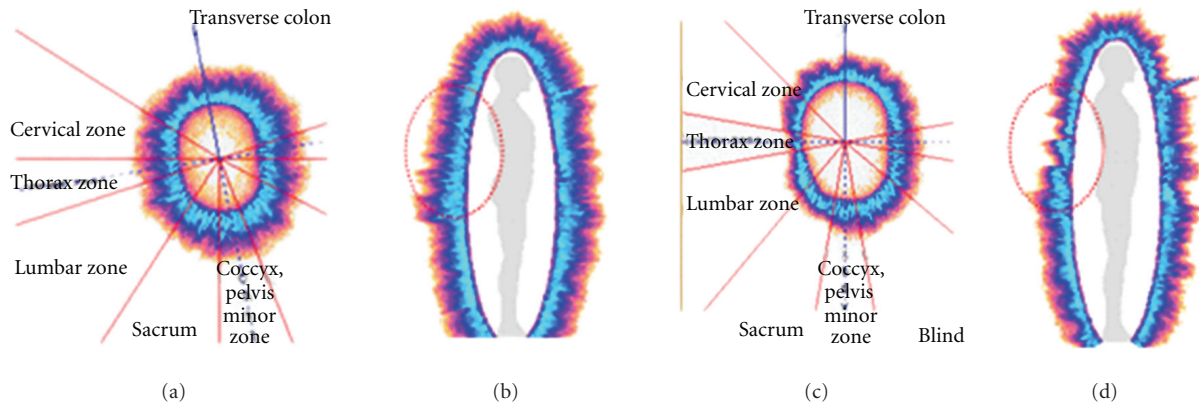 Transverse colon
Cervical zone
Thorax zone
Lumbar zone
Sacrum
Coccyx,
pelvis
minor
zone
(a)
(b)
Transverse colon
Cervical zone
Thorax zone
Lumbar zone
Sacrum
Coccyx,
pelvis
minor
zone
Blind
(c)
(d)